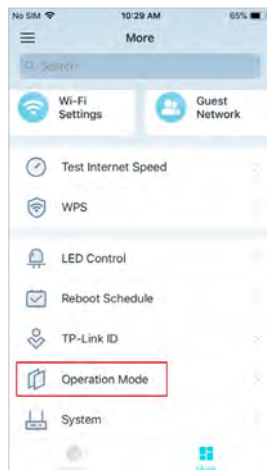 No SIM 10:29 AM 65%
More
Search
Wi-Fi
Settings
Guest
Network
Test Internet Speed
WPS
LED Control
Reboot Schedule
TP-Link ID
Operation Mode
System
More